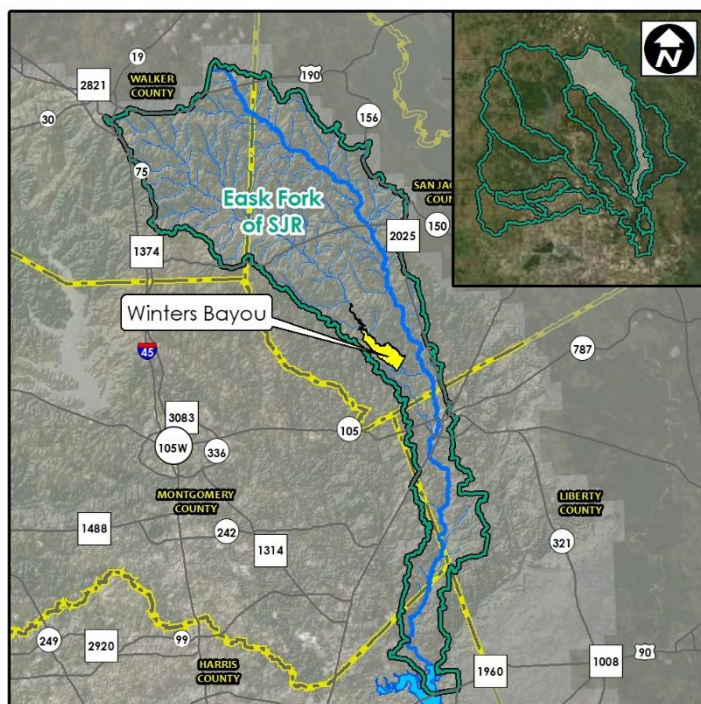 19
2821
WALKER
COUNTY
190
N
30
156
75
Eask Fork
of SJR
SAN JAC
COUN
150
2025
1374
Winters Bayou
45
787
3083
105
105W
336
MONTGOMERY
COUNTY
LIBERTY
COUNTY
1488
242
1314
321
249
2920
99
HARRIS
COUNTY
1960
1008
90